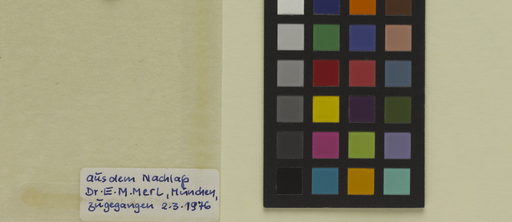 aus dem Nachlaß
Dr. E. M. Merl, München,
zugegangen 2.3.1976